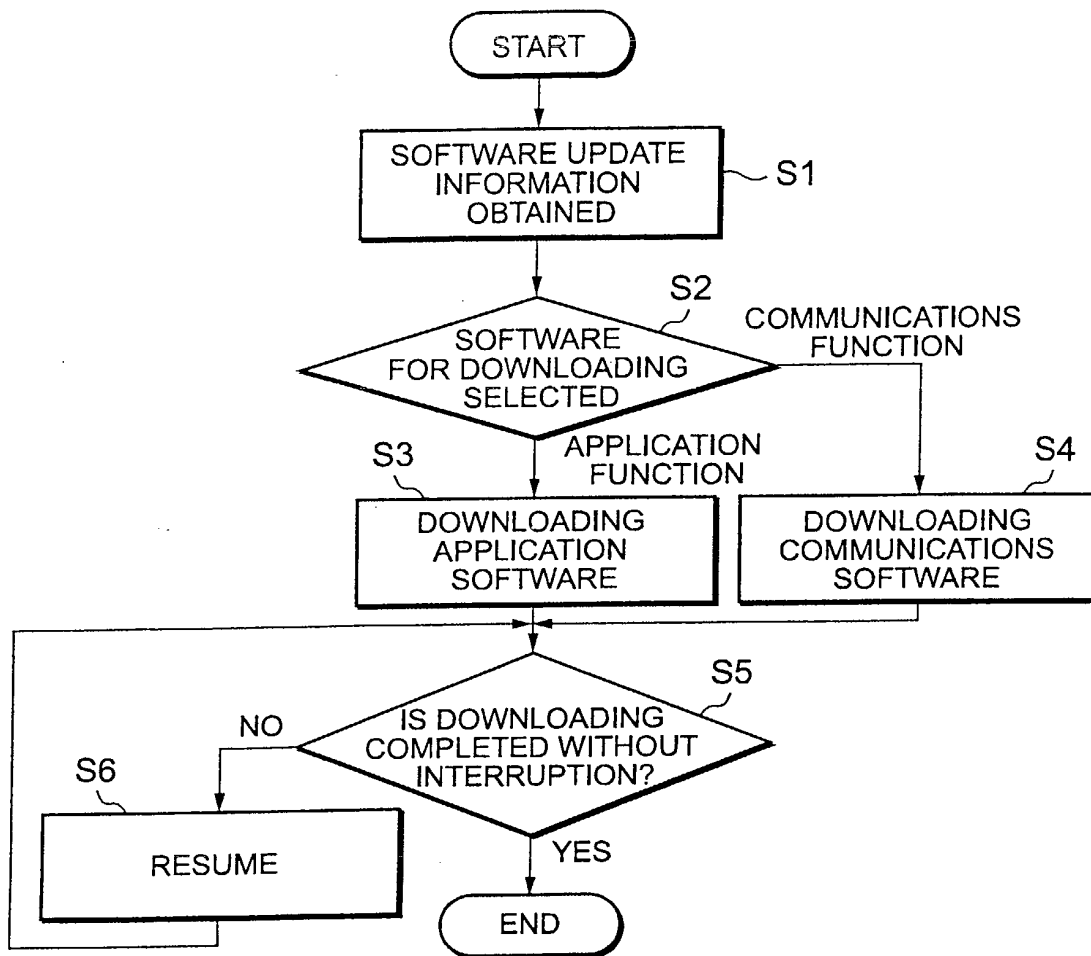 START
SOFTWARE UPDATE
INFORMATION
OBTAINED
S1
S2
SOFTWARE
FOR DOWNLOADING
SELECTED
COMMUNICATIONS
FUNCTION
APPLICATION
FUNCTION
S3
DOWNLOADING
APPLICATION
SOFTWARE
S4
DOWNLOADING
COMMUNICATIONS
SOFTWARE
S5
IS DOWNLOADING
COMPLETED WITHOUT
INTERRUPTION?
NO
S6
RESUME
YES
END